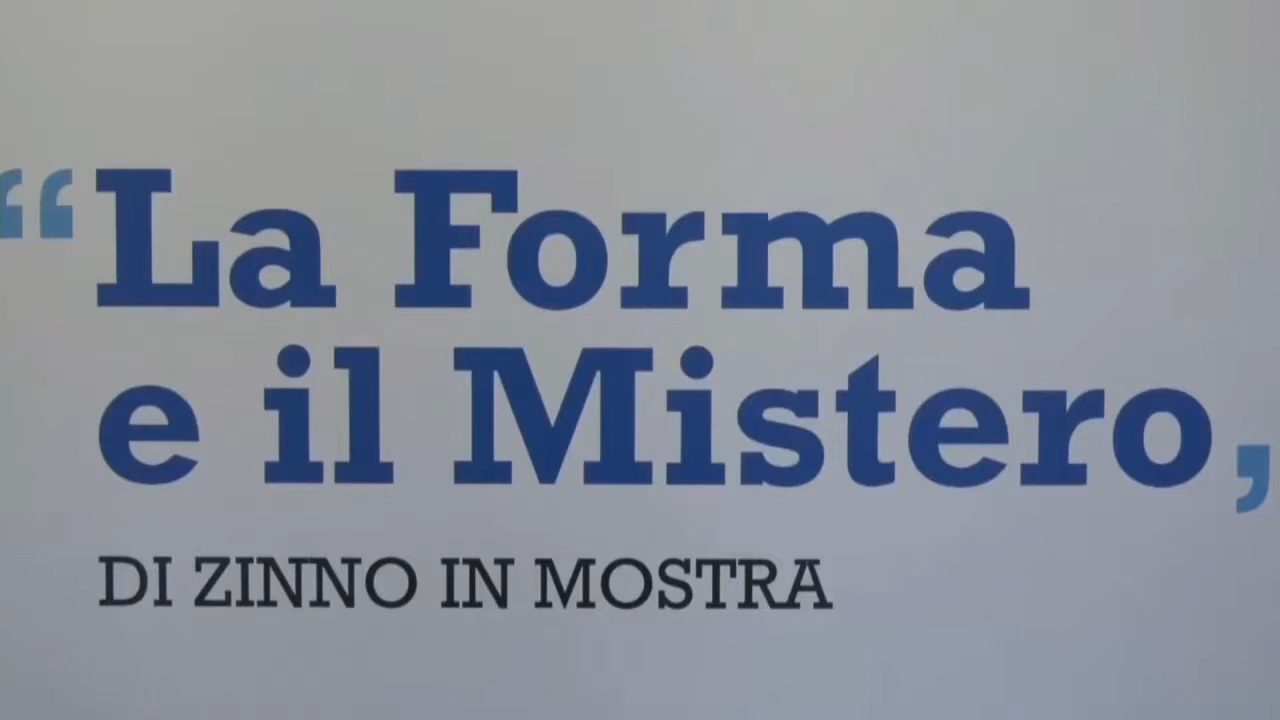 “La Forma
e il Mistero,
DI ZINNO IN MOSTRA